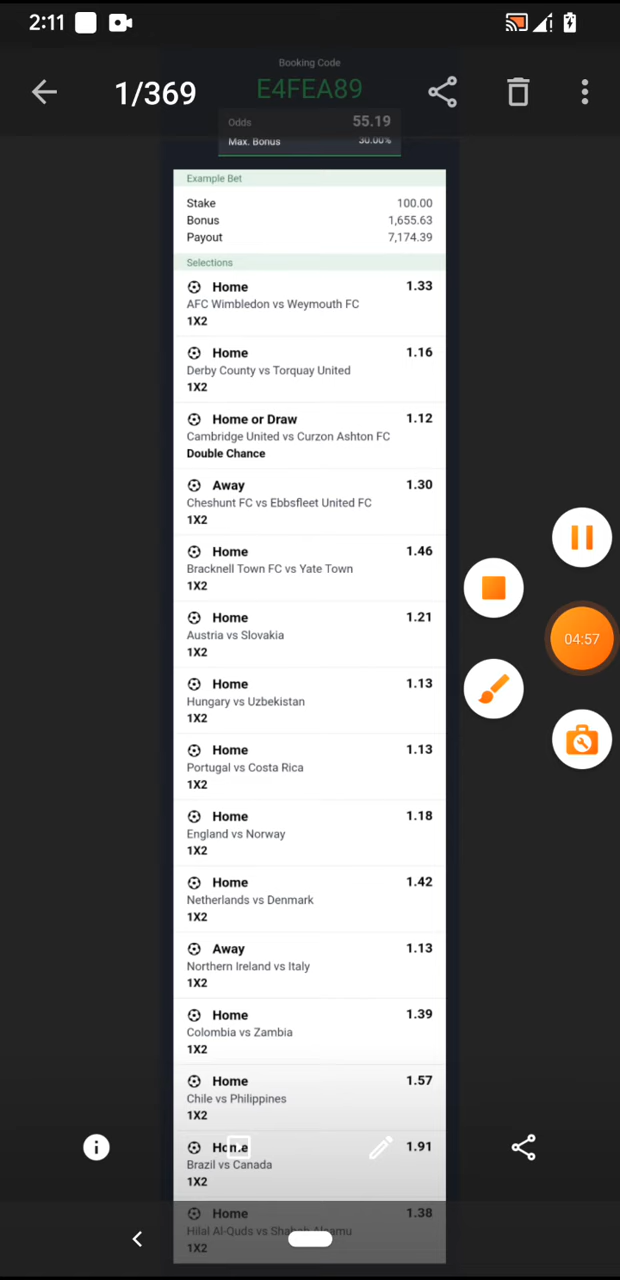 2:11
Booking Code
1/369
E4FEA89
Odds 55.19
Max. Bonus 30.00%
Example Bet
Stake 100.00
Bonus 1,655.63
Payout 7,174.39
Selections
Home 1.33
AFC Wimbledon vs Weymouth FC
1X2
Home 1.16
Derby County vs Torquay United
1X2
Home or Draw 1.12
Cambridge United vs Curzon Ashton FC
Double Chance
Away 1.30
Cheshunt FC vs Ebbsfleet United FC
1X2
Home 1.46
Bracknell Town FC vs Yate Town
1X2
Home 1.21
Austria vs Slovakia
1X2
Home 1.13
Hungary vs Uzbekistan
1X2
04:57
Home 1.13
Portugal vs Costa Rica
1X2
Home 1.18
England vs Norway
1X2
Home 1.42
Netherlands vs Denmark
1X2
Away 1.13
Northern Ireland vs Italy
1X2
Home 1.39
Colombia vs Zambia
1X2
Home 1.57
Chile vs Philippines
1X2
Home 1.91
Brazil vs Canada
1X2
Home 1.38
Hilal Al-Quds vs
1X2